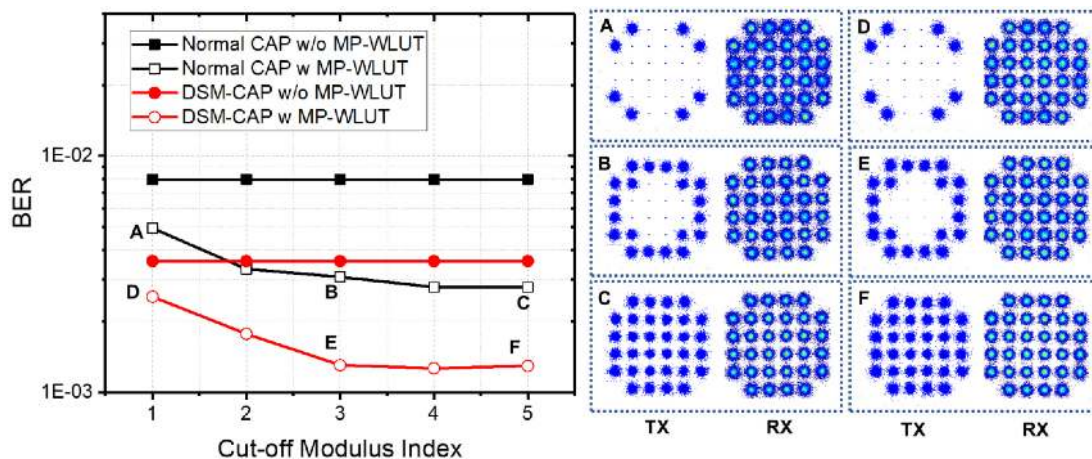 Normal CAP w/o MP-WLUT
Normal CAP w MP-WLUT
DSM-CAP w/o MP-WLUT
DSM-CAP w MP-WLUT
1E-02
1E-03
BER
A
B
C
D
E
F
1 2 3 4 5
Cut-off Modulus Index
A
B
C
TX RX
D
E
F
TX RX